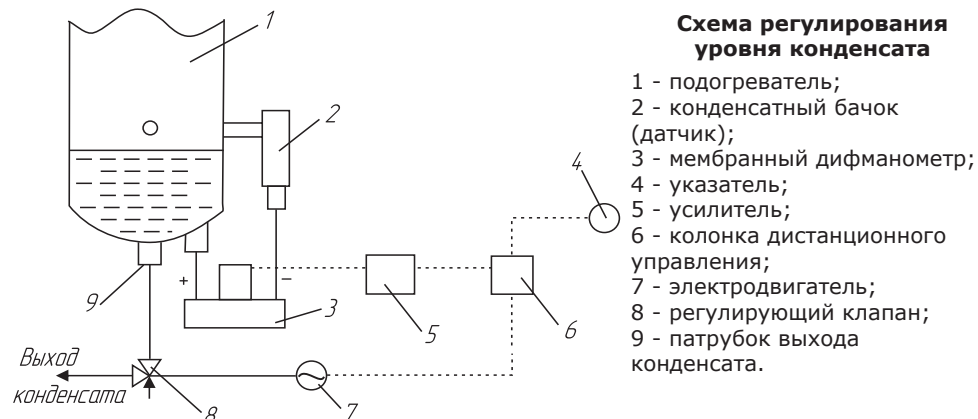 1
2
4
+
–
3
5
6
9
Выход
конденсата
8
7
Схема регулирования
уровня конденсата
1 - подогреватель;
2 - конденсатный бачок
(датчик);
3 - мембранный дифманометр;
4 - указатель;
5 - усилитель;
6 - колонка дистанционного
управления;
7 - электродвигатель;
8 - регулирующий клапан;
9 - патрубок выхода
конденсата.